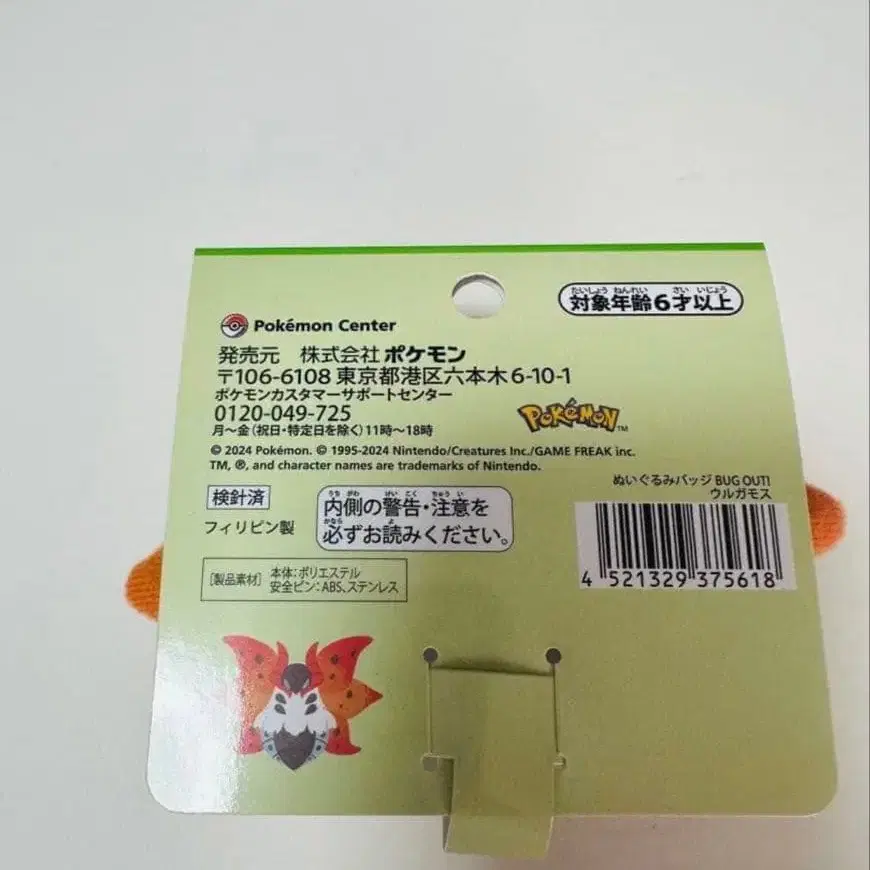 たいしょう ねんれい さい いじょう
対象年齢6才以上
Pokémon Center
発売元 株式会社 ポケモン
〒106-6108 東京都港区六本木6-10-1
ポケモンカスタマーサポートセンター
0120-049-725
月～金(祝日・特定日を除く)11時～18時
POKéMON TM
© 2024 Pokémon. © 1995-2024 Nintendo/Creatures Inc./GAME FREAK inc.
TM, ®, and character names are trademarks of Nintendo.
ぬいぐるみバッジ BUG OUT!
ウルガモス
検針済
フィリピン製
うち がわ けい こく ちゅう い
内側の警告・注意を
かなら よ
必ずお読みください。
4 521329 375618
[製品素材] 本体:ポリエステル
安全ピン:ABS、ステンレス